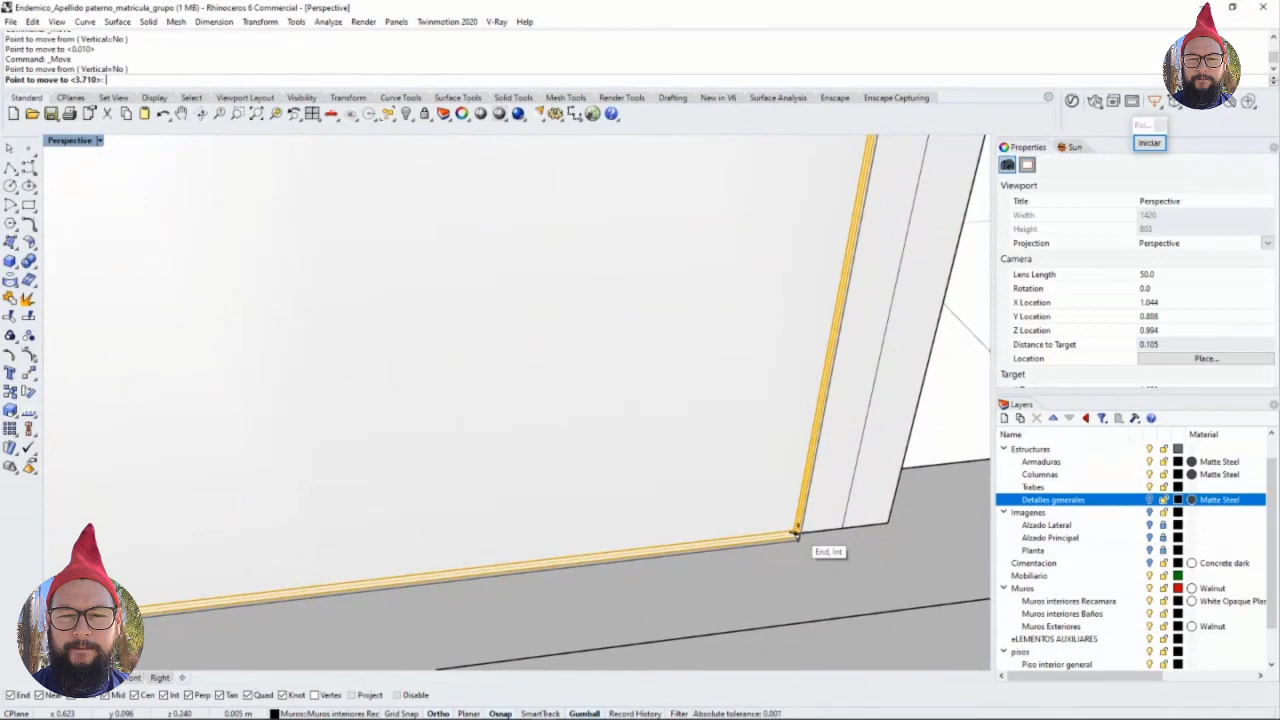 Endemico_Apellido paterno_matricula_grupo (1 MB) - Rhinoceros 6 Commercial - [Perspective]
File Edit View Curve Surface Solid Mesh Dimension Transform Tools Analyze Render Panels Twinmotion 2020 V-Ray Help
Point to move from ( Vertical=No )
Point to move to <0.010>
Command: _Move
Point to move from ( Vertical=No )
Point to move to <3.710>:
Standard CPlanes Set View Display Select Viewport Layout Visibility Transform Curve Tools Surface Tools Solid Tools Mesh Tools Render Tools Drafting New in V6 Surface Analysis Enscape Enscape Capturing
Poi...
Iniciar
Perspective
Properties Sun
Viewport
Title Perspective
Width 1420
Height 803
Projection Perspective
Camera
Lens Length 50.0
Rotation 0.0
X Location 1.044
Y Location 0.888
Z Location 0.994
Distance to Target 0.105
Location Place...
Target
Layers
Name Material
Estructuras
Armaduras Matte Steel
Columnas Matte Steel
Trabes
Detalles generales Matte Steel
Imagenes
Alzado Lateral
Alzado Principal
Planta
Cimentacion Concrete dark
Mobiliario
Muros Walnut
Muros interiores Recamara White Opaque Plas
Muros interiores Baños
Muros Exteriores Walnut
eLEMENTOS AUXILIARES
pisos
Piso interior general
End, Int
Right
End Mid Cen Int Perp Tan Quad Knot Vertex Project Disable
CPlane x 0.623 y 0.096 z 0.240 0.005 m Muros::Muros interiores Rec Grid Snap Ortho Planar Osnap SmartTrack Gumball Record History Filter Absolute tolerance: 0.001